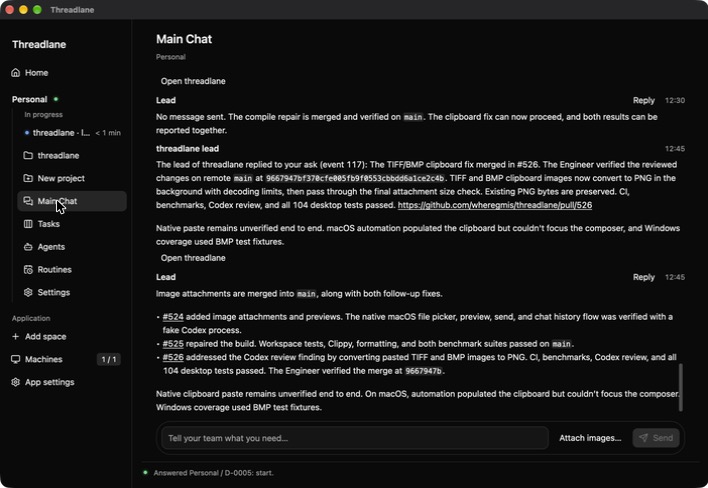 Threadlane
Threadlane
Home
Personal
In progress
threadlane - l... < 1 min
threadlane
New project
Main Chat
Tasks
Agents
Routines
Settings
Application
Add space
Machines 1 / 1
App settings
Main Chat
Personal
Open threadlane
Lead Reply 12:30
No message sent. The compile repair is merged and verified on main. The clipboard fix can now proceed, and both results can be
reported together.
threadlane lead 12:45
The lead of threadlane replied to your ask (event 117): The TIFF/BMP clipboard fix merged in #526. The Engineer verified the reviewed
changes on remote main at 9667947bf370cfe005fb9f0553cbbdd6a1ce2c4b. TIFF and BMP clipboard images now convert to PNG in the
background with decoding limits, then pass through the final attachment size check. Existing PNG bytes are preserved. CI,
benchmarks, Codex review, and all 104 desktop tests passed. https://github.com/wheregmis/threadlane/pull/526
Native paste remains unverified end to end. macOS automation populated the clipboard but couldn't focus the composer, and Windows
coverage used BMP test fixtures.
Open threadlane
Lead Reply 12:45
Image attachments are merged into main, along with both follow-up fixes.
• #524 added image attachments and previews. The native macOS file picker, preview, send, and chat history flow was verified with a
fake Codex process.
• #525 repaired the build. Workspace tests, Clippy, formatting, and both benchmark suites passed on main.
• #526 addressed the Codex review finding by converting pasted TIFF and BMP images to PNG. CI, benchmarks, Codex review, and all
104 desktop tests passed. The Engineer verified the merge at 9667947b.
Native clipboard paste remains unverified end to end. On macOS, automation populated the clipboard but couldn't focus the composer.
Windows coverage used BMP test fixtures.
Tell your team what you need...
Attach images...
Send
Answered Personal / D-0005: start.